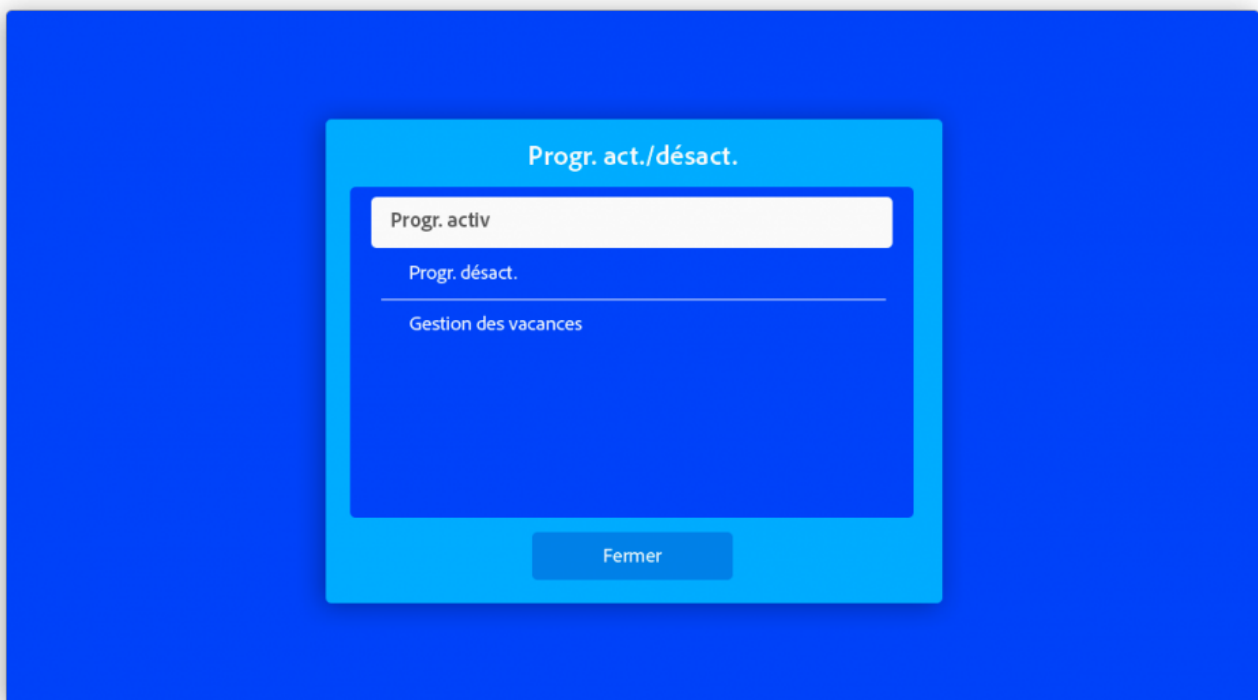 Progr. act./désact.
Progr. activ
Progr. désact.
Gestion des vacances
Fermer